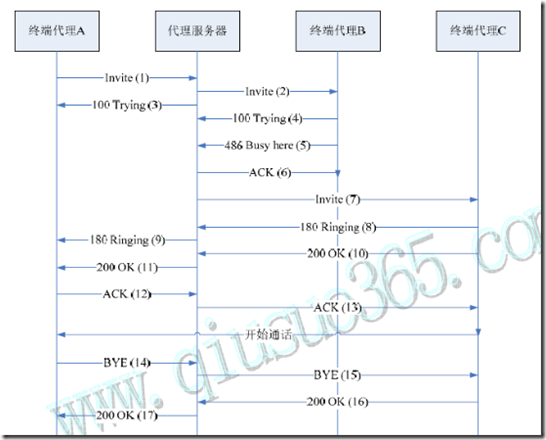 终端代理A
代理服务器
终端代理B
终端代理C
Invite (1)
Invite (2)
100 Trying (3)
100 Trying (4)
486 Busy here (5)
ACK (6)
Invite (7)
180 Ringing (8)
180 Ringing (9)
200 OK (10)
200 OK (11)
ACK (12)
ACK (13)
开始通话
BYE (14)
BYE (15)
200 OK (16)
200 OK (17)
www.qiusuo365.com